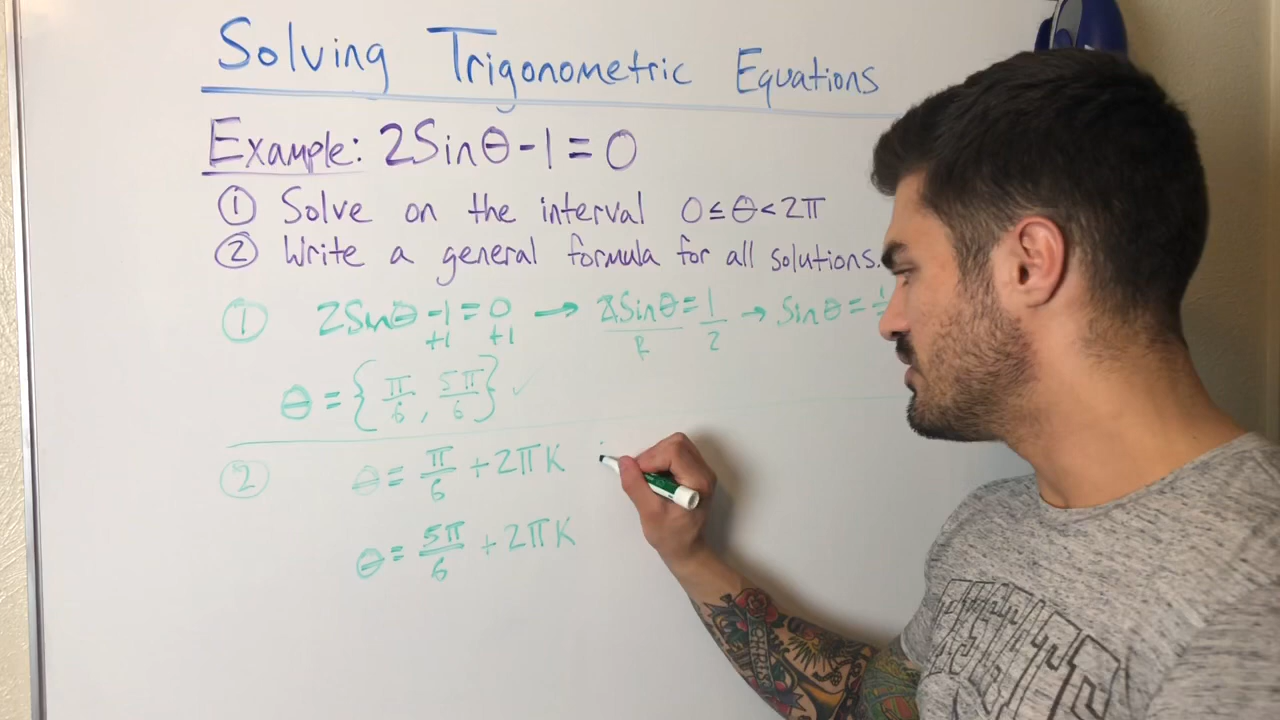 Solving Trigonometric Equations
Example: 2Sinθ-1=0
① Solve on the interval 0≤θ<2π
② Write a general formula for all solutions.
① 2Sinθ-1=0 → 2Sinθ=1 → Sinθ=
+1 +1 2 2
θ={π/6, 5π/6} ✓
② θ=π/6+2πK
θ=5π/6+2πK
CHRIS